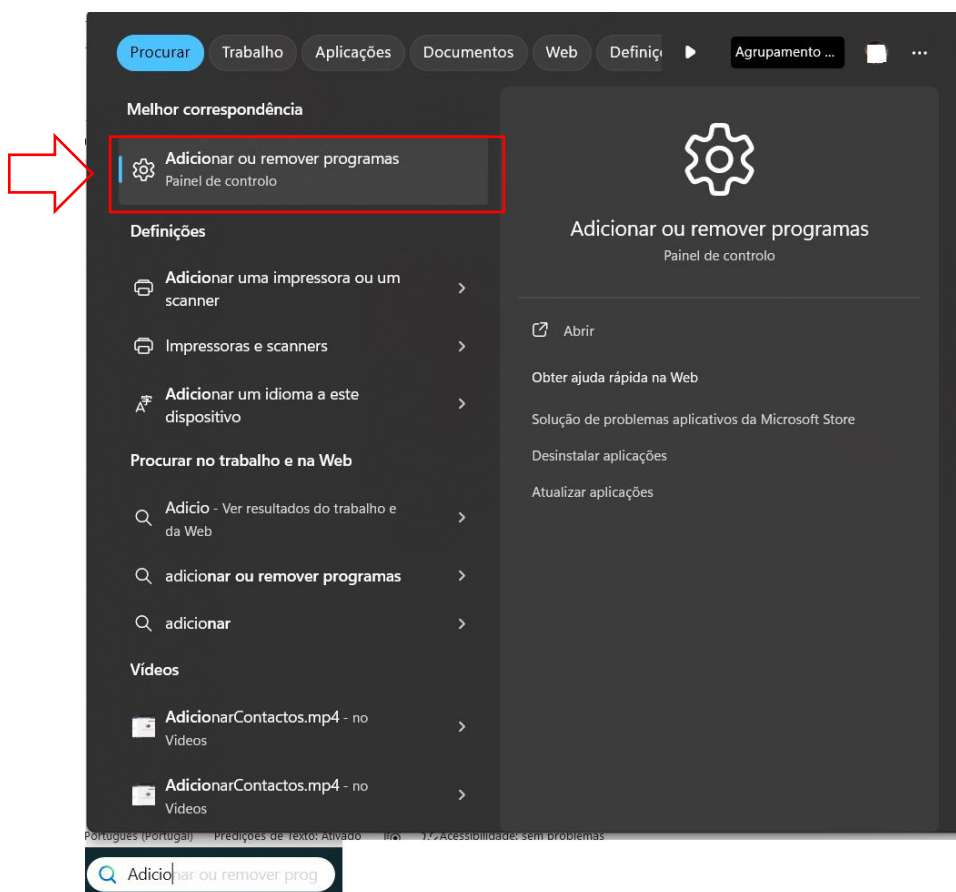 Procurar Trabalho Aplicações Documentos Web Definiç Agrupamento ... ...
Melhor correspondência
Adicionar ou remover programas
Painel de controlo
Definições
Adicionar uma impressora ou um
scanner
Impressoras e scanners
Adicionar um idioma a este
dispositivo
Procurar no trabalho e na Web
Adicio - Ver resultados do trabalho e
da Web
adicionar ou remover programas
adicionar
Vídeos
AdicionarContactos.mp4 - no
Videos
AdicionarContactos.mp4 - no
Videos
Adicionar ou remover programas
Painel de controlo
Abrir
Obter ajuda rápida na Web
Solução de problemas aplicativos da Microsoft Store
Desinstalar aplicações
Atualizar aplicações
Português (Portugal) Predições de Texto: Ativado Acessibilidade: sem problemas
Adicionar ou remover prog